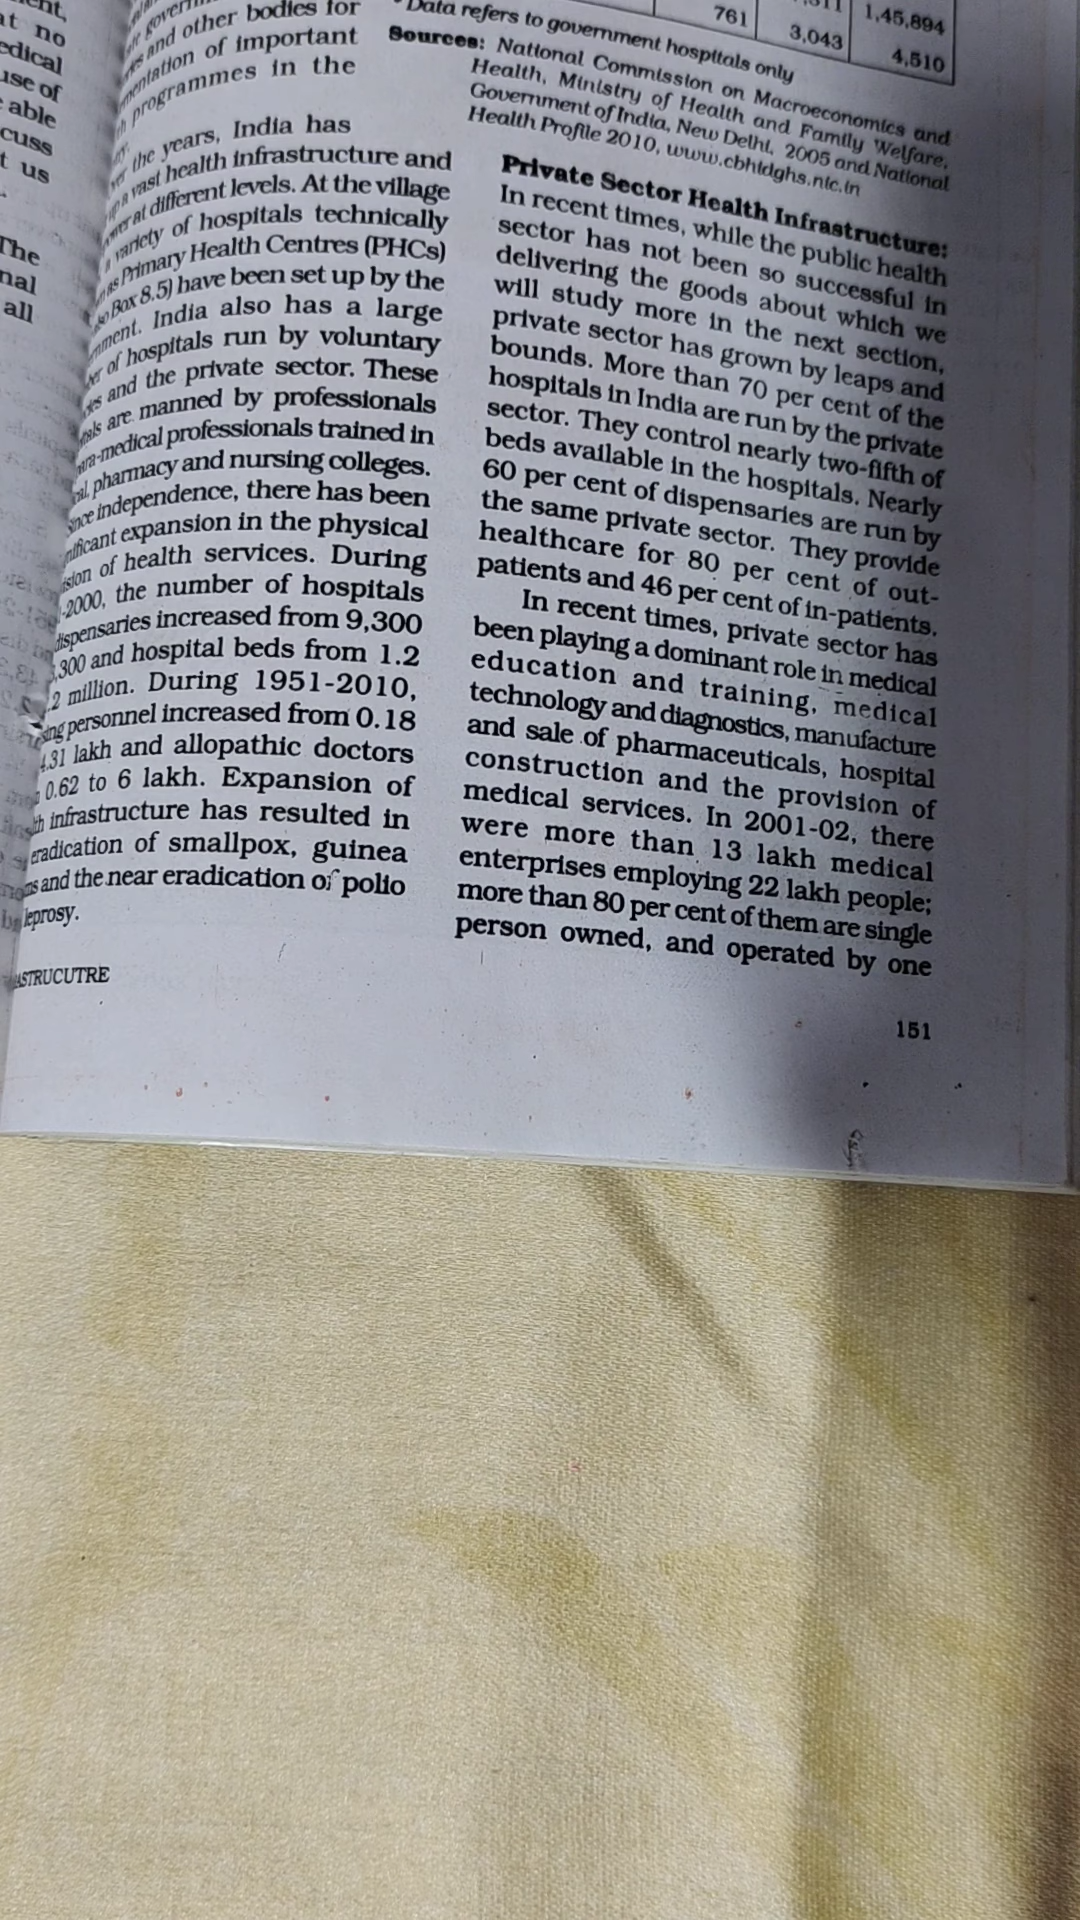 ent,
at no
edical
use of
able
cuss
t us
The
nal
all
and other bodies for
of important
programmes in the
the years, India has
a vast health infrastructure and
at different levels. At the village
variety of hospitals technically
as Primary Health Centres (PHCs)
Box 8.5) have been set up by the
India also has a large
of hospitals run by voluntary
and the private sector. These
are manned by professionals
professionals trained in
pharmacy and nursing colleges.
independence, there has been
expansion in the physical
of health services. During
-2000, the number of hospitals
dispensaries increased from 9,300
,300 and hospital beds from 1.2
2 million. During 1951-2010,
personnel increased from 0.18
4.31 lakh and allopathic doctors
0.62 to 6 lakh. Expansion of
infrastructure has resulted in
eradication of smallpox, guinea
and the near eradication of polio
leprosy.
ASTRUCUTRE
761
3,043
1,45,894
4,510
* Data refers to government hospitals only
Sources: National Commission on Macroeconomics and
Health, Ministry of Health and Family Welfare,
Government of India, New Delhi, 2005 and National
Health Profile 2010, www.cbhidghs.nic.in
Private Sector Health Infrastructure:
In recent times, while the public health
sector has not been so successful in
delivering the goods about which we
will study more in the next section,
private sector has grown by leaps and
bounds. More than 70 per cent of the
hospitals in India are run by the private
sector. They control nearly two-fifth of
beds available in the hospitals. Nearly
60 per cent of dispensaries are run by
the same private sector. They provide
healthcare for 80 per cent of out-
patients and 46 per cent of in-patients.
In recent times, private sector has
been playing a dominant role in medical
education and training, medical
technology and diagnostics, manufacture
and sale of pharmaceuticals, hospital
construction and the provision of
medical services. In 2001-02, there
were more than 13 lakh medical
enterprises employing 22 lakh people;
more than 80 per cent of them are single
person owned, and operated by one
151